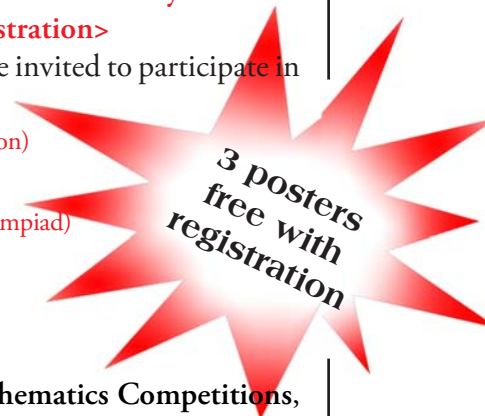 stration>
e invited to participate in
on)
mpiad)
3 posters
free with
registration
hematics Competitions,